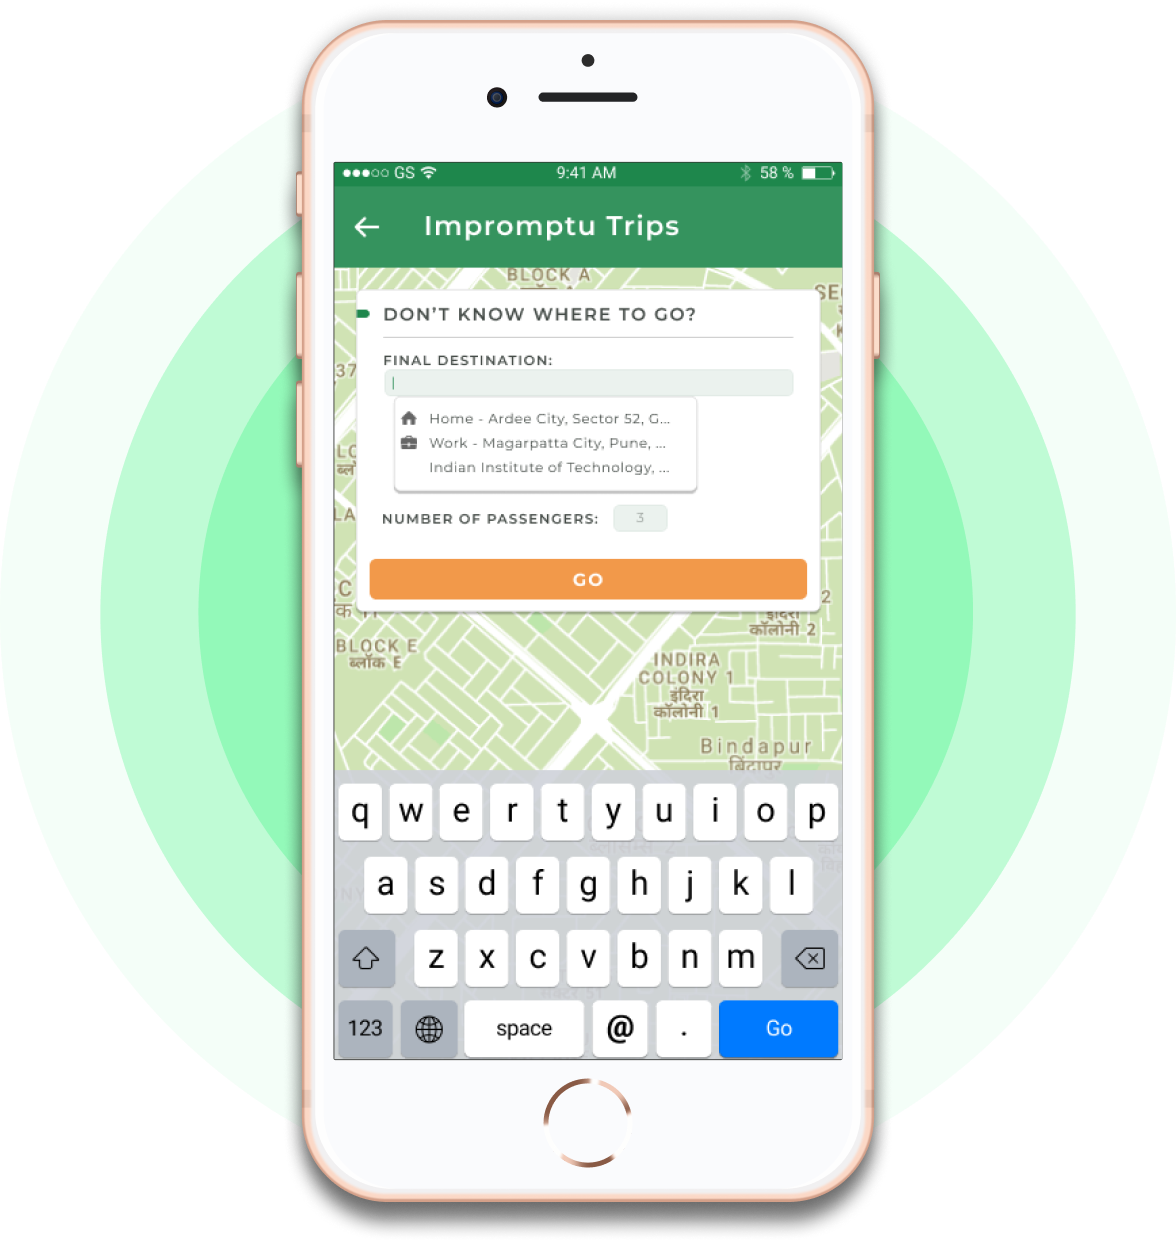 GS 9:41 AM 58 %
Impromptu Trips
BLOCK A
DON’T KNOW WHERE TO GO?
FINAL DESTINATION:
37
Home - Ardee City, Sector 52, G...
Work - Magarpatta City, Pune, ...
Indian Institute of Technology, ...
NUMBER OF PASSENGERS: 3
GO
2
इंदिरा
कॉलोनी 2
BLOCK E
ब्लॉक E
INDIRA
COLONY 1
इंदिरा
कॉलोनी 1
Bindapur
बिंदापुर
q w e r t y u i o p
a s d f g h j k l
z x c v b n m
123 space @ . Go